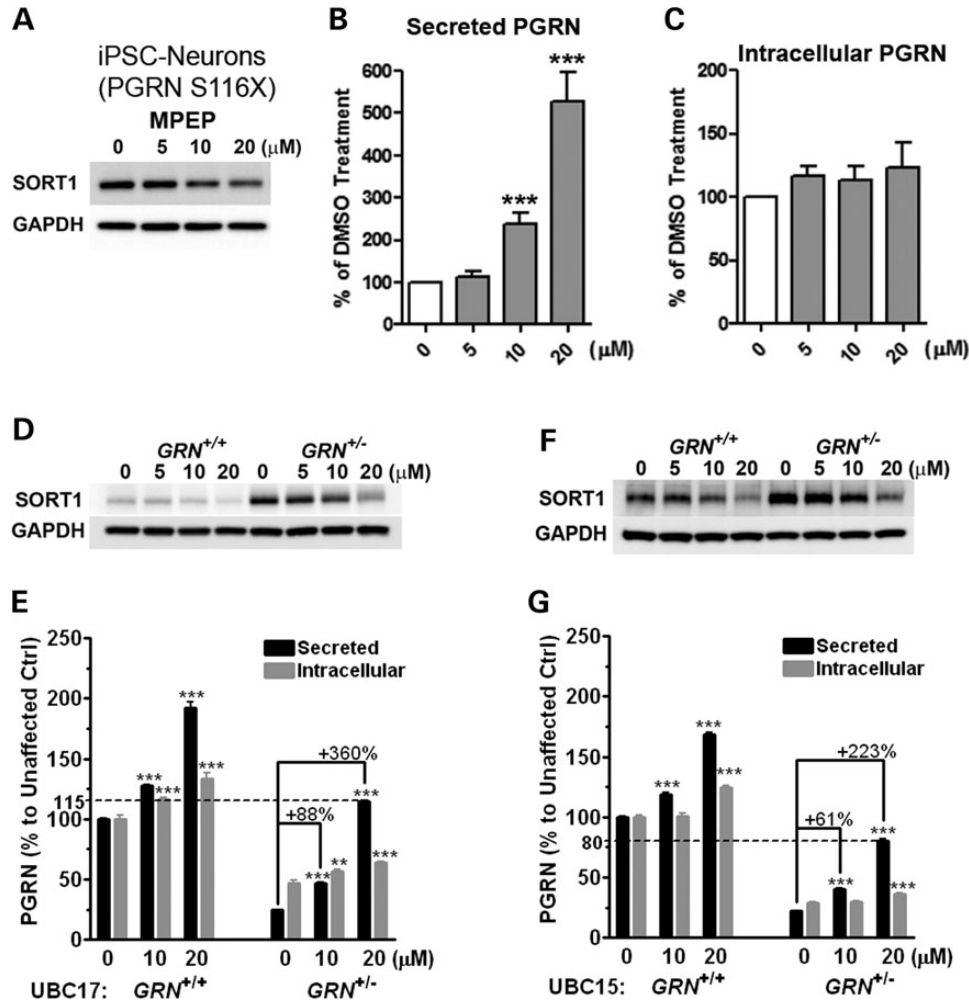 A
iPSC-Neurons
(PGRN S116X)
MPEP
0 5 10 20 (μM)
SORT1
GAPDH
B
Secreted PGRN
% of DMSO Treatment
600
500
400
300
200
100
0
***
***
0 5 10 20 (μM)
C
Intracellular PGRN
% of DMSO Treatment
200
150
100
50
0
0 5 10 20 (μM)
D
GRN+/+ GRN+/-
0 5 10 20 0 5 10 20 (μM)
SORT1
GAPDH
F
GRN+/+ GRN+/-
0 5 10 20 0 5 10 20 (μM)
SORT1
GAPDH
E
PGRN (% to Unaffected Ctrl)
250
200
150
115
100
50
0
Secreted
Intracellular
***
***
***
***
+360%
+88%
***
***
**
***
0 10 20 0 10 20 (μM)
UBC17: GRN+/+ GRN+/-
G
PGRN (% to Unaffected Ctrl)
250
200
150
100
80
50
0
Secreted
Intracellular
***
***
***
+223%
+61%
***
***
***
0 10 20 0 10 20 (μM)
UBC15: GRN+/+ GRN+/-